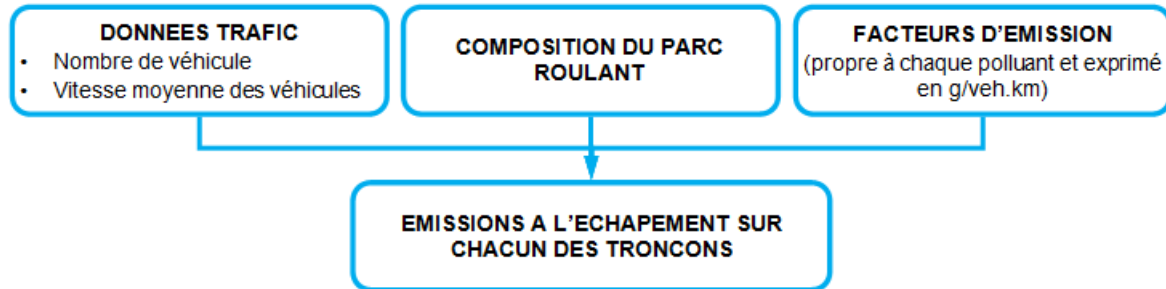 DONNEES TRAFIC
• Nombre de véhicule
• Vitesse moyenne des véhicules
COMPOSITION DU PARC
ROULANT
FACTEURS D'EMISSION
(propre à chaque polluant et exprimé
en g/veh.km)
EMISSIONS A L'ECHAPEMENT SUR
CHACUN DES TRONCONS